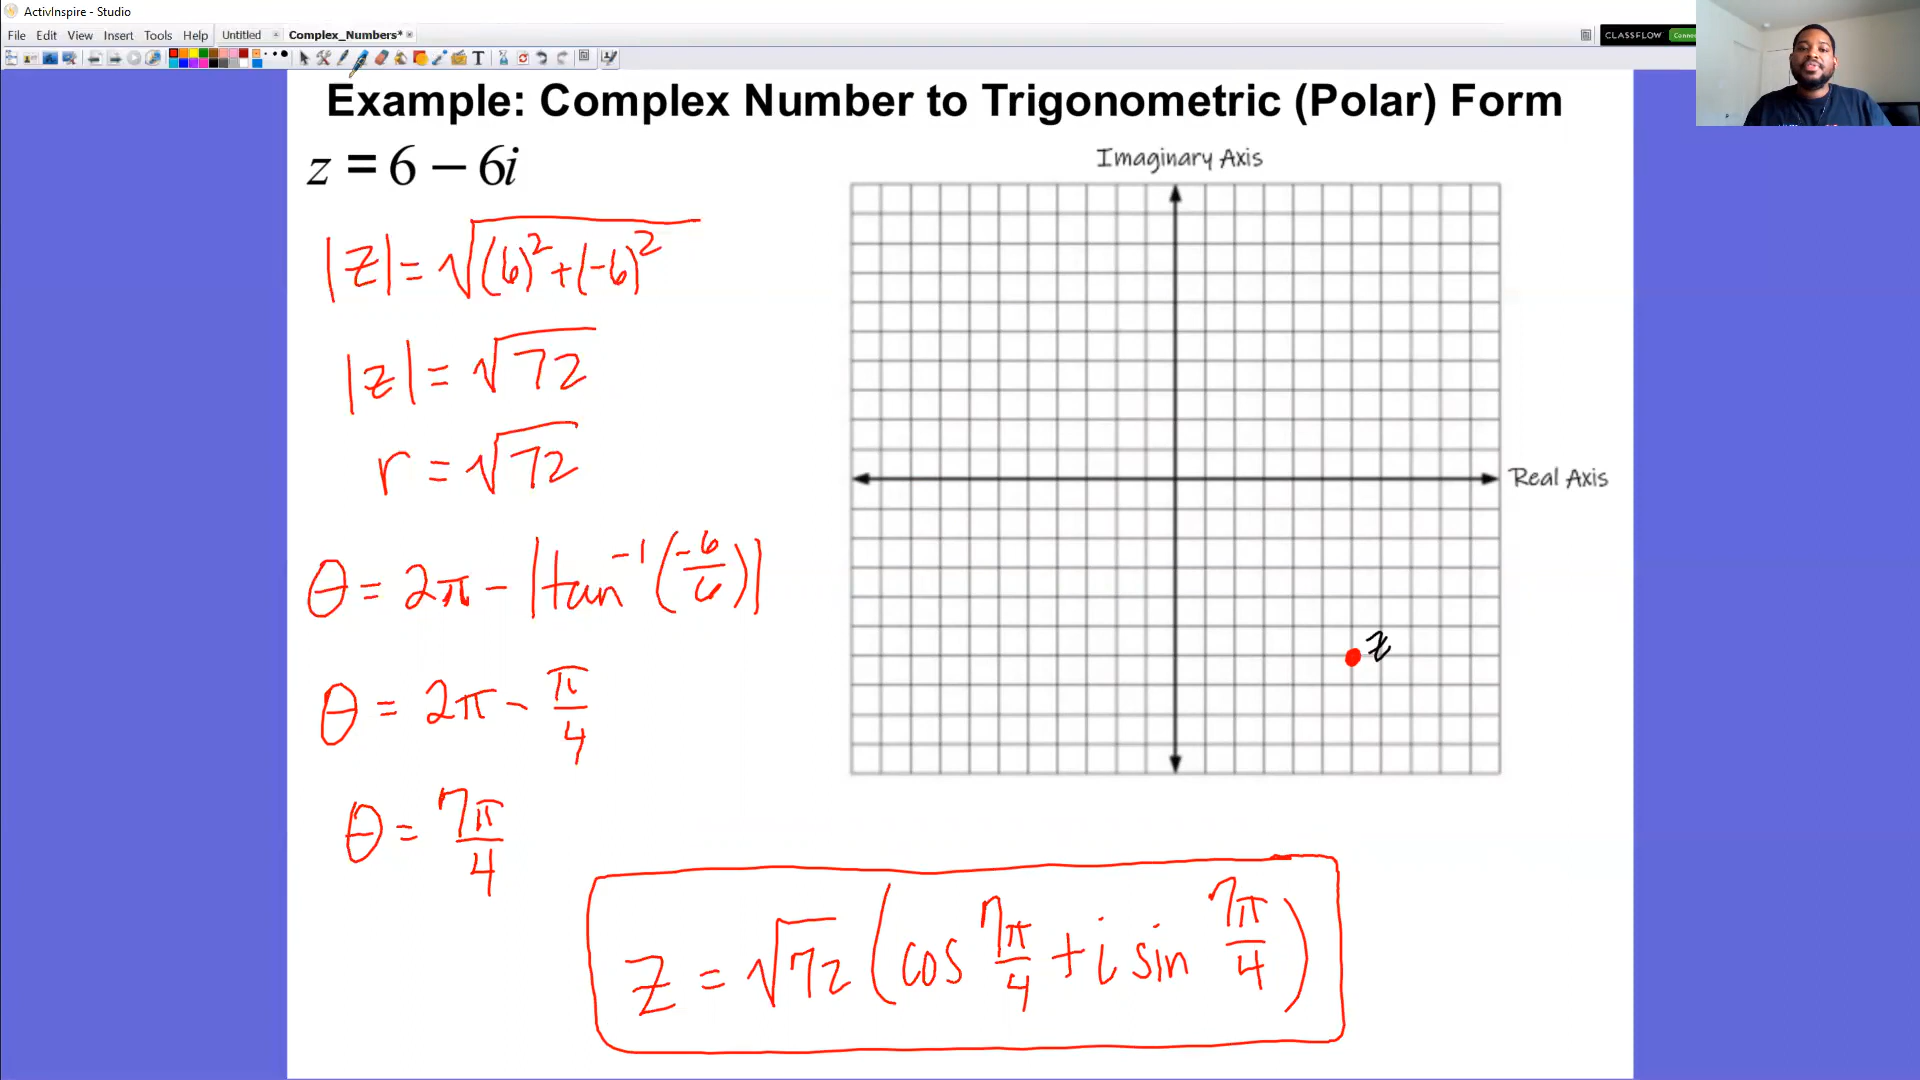 ActivInspire - Studio
File Edit View Insert Tools Help Untitled Complex_Numbers*
CLASSFLOW
Example: Complex Number to Trigonometric (Polar) Form
z = 6 − 6i
Imaginary Axis
|z| = √((6)² + (-6)²)
|z| = √72
r = √72
Real Axis
θ = 2π - |tan⁻¹(-6/6)|
z
θ = 2π - π/4
θ = 7π/4
z = √72 (cos 7π/4 + i sin 7π/4)